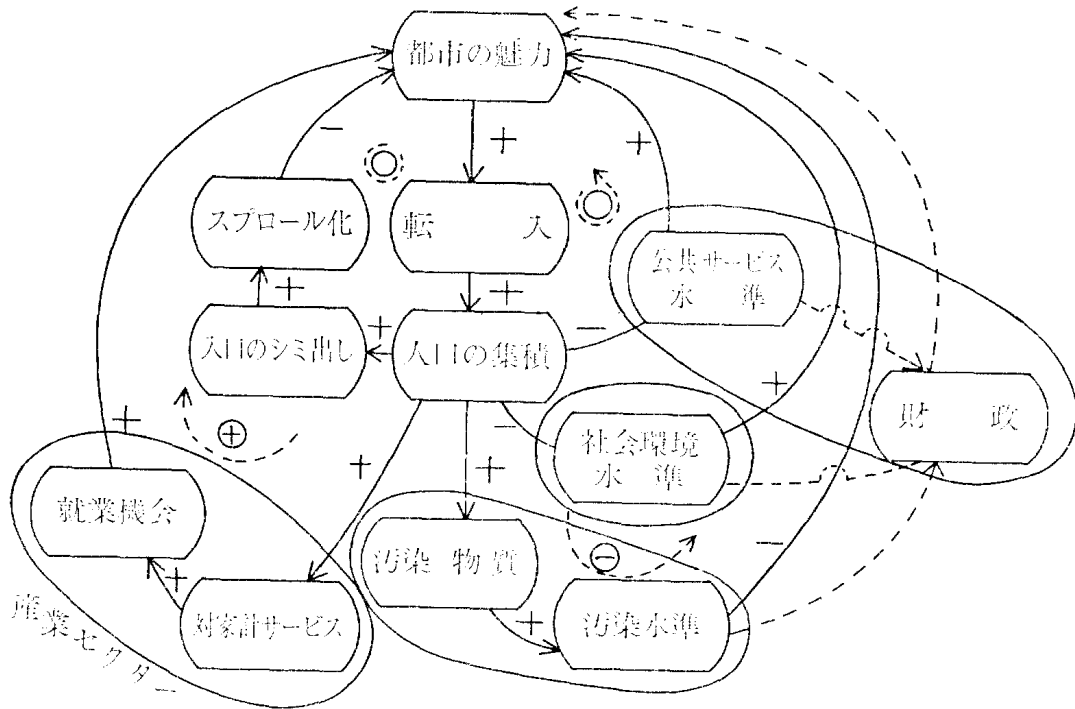 都市の魅力
－
＋
＋
スプロール化
転 入
公共サービス
水 準
＋
＋
＋
－
人口のシミ出し
人口の集積
＋
財 政
＋
＋
＋
＋
－
社会環境
水 準
就業機会
汚染 物質
－
－
＋
対家計サービス
＋
汚染水準
産業セクター